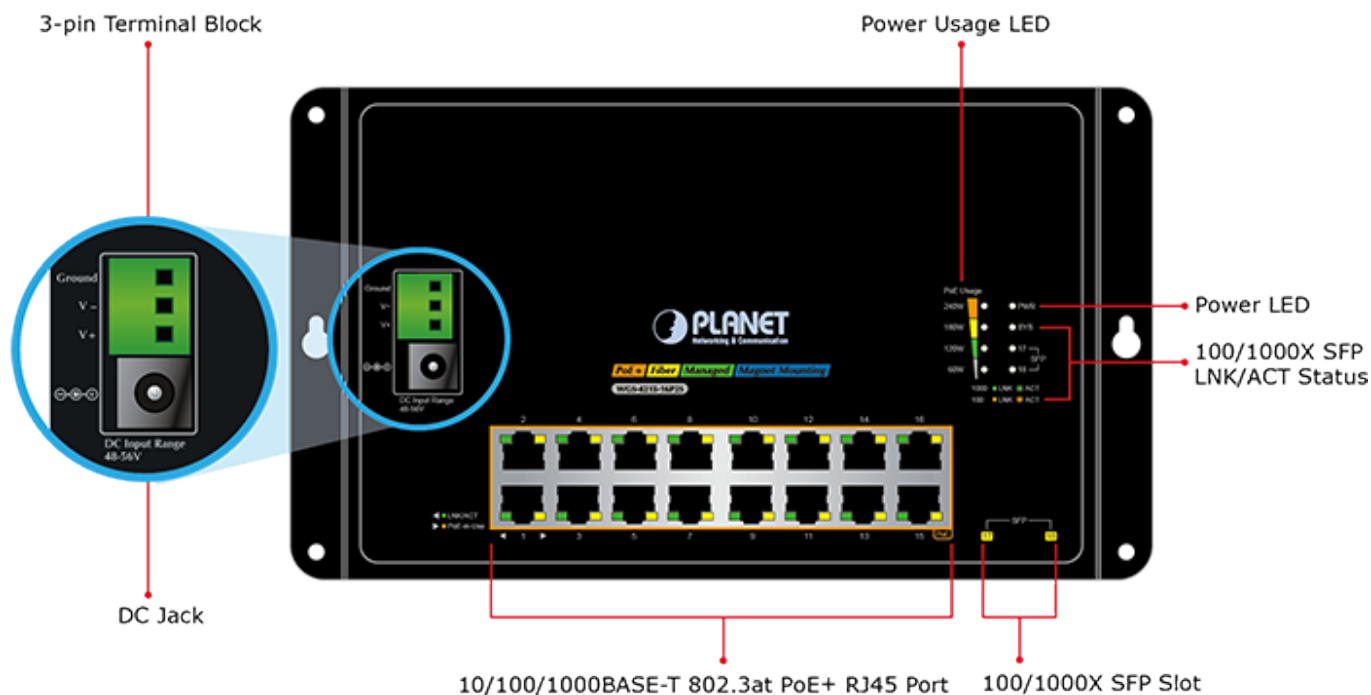 3-pin Terminal Block
Power Usage LED
Ground
V −
V +
DC Input Range
48-56V
Ground
V−
V+
DC Input Range
48-56V
PLANET
Networking & Communication
PoE + Fiber Managed Magnet Mounting
WGS-4215-16P2S
PoE Usage
240W PWR
180W SYS
120W 17
SFP
60W 18
1000 LNK ACT
100 LNK ACT
Power LED
100/1000X SFP
LNK/ACT Status
2 4 6 8 10 12 14 16
LNK/ACT
PoE-in-Use
1 3 5 7 9 11 13 15
SFP
17 18
DC Jack
10/100/1000BASE-T 802.3at PoE+ RJ45 Port
100/1000X SFP Slot